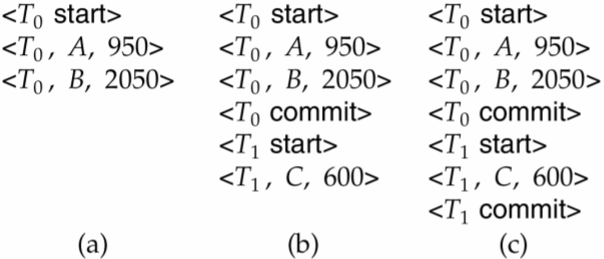 <T₀ start>
<T₀, A, 950>
<T₀, B, 2050>
(a)
<T₀ start>
<T₀, A, 950>
<T₀, B, 2050>
<T₀ commit>
<T₁ start>
<T₁, C, 600>
(b)
<T₀ start>
<T₀, A, 950>
<T₀, B, 2050>
<T₀ commit>
<T₁ start>
<T₁, C, 600>
<T₁ commit>
(c)